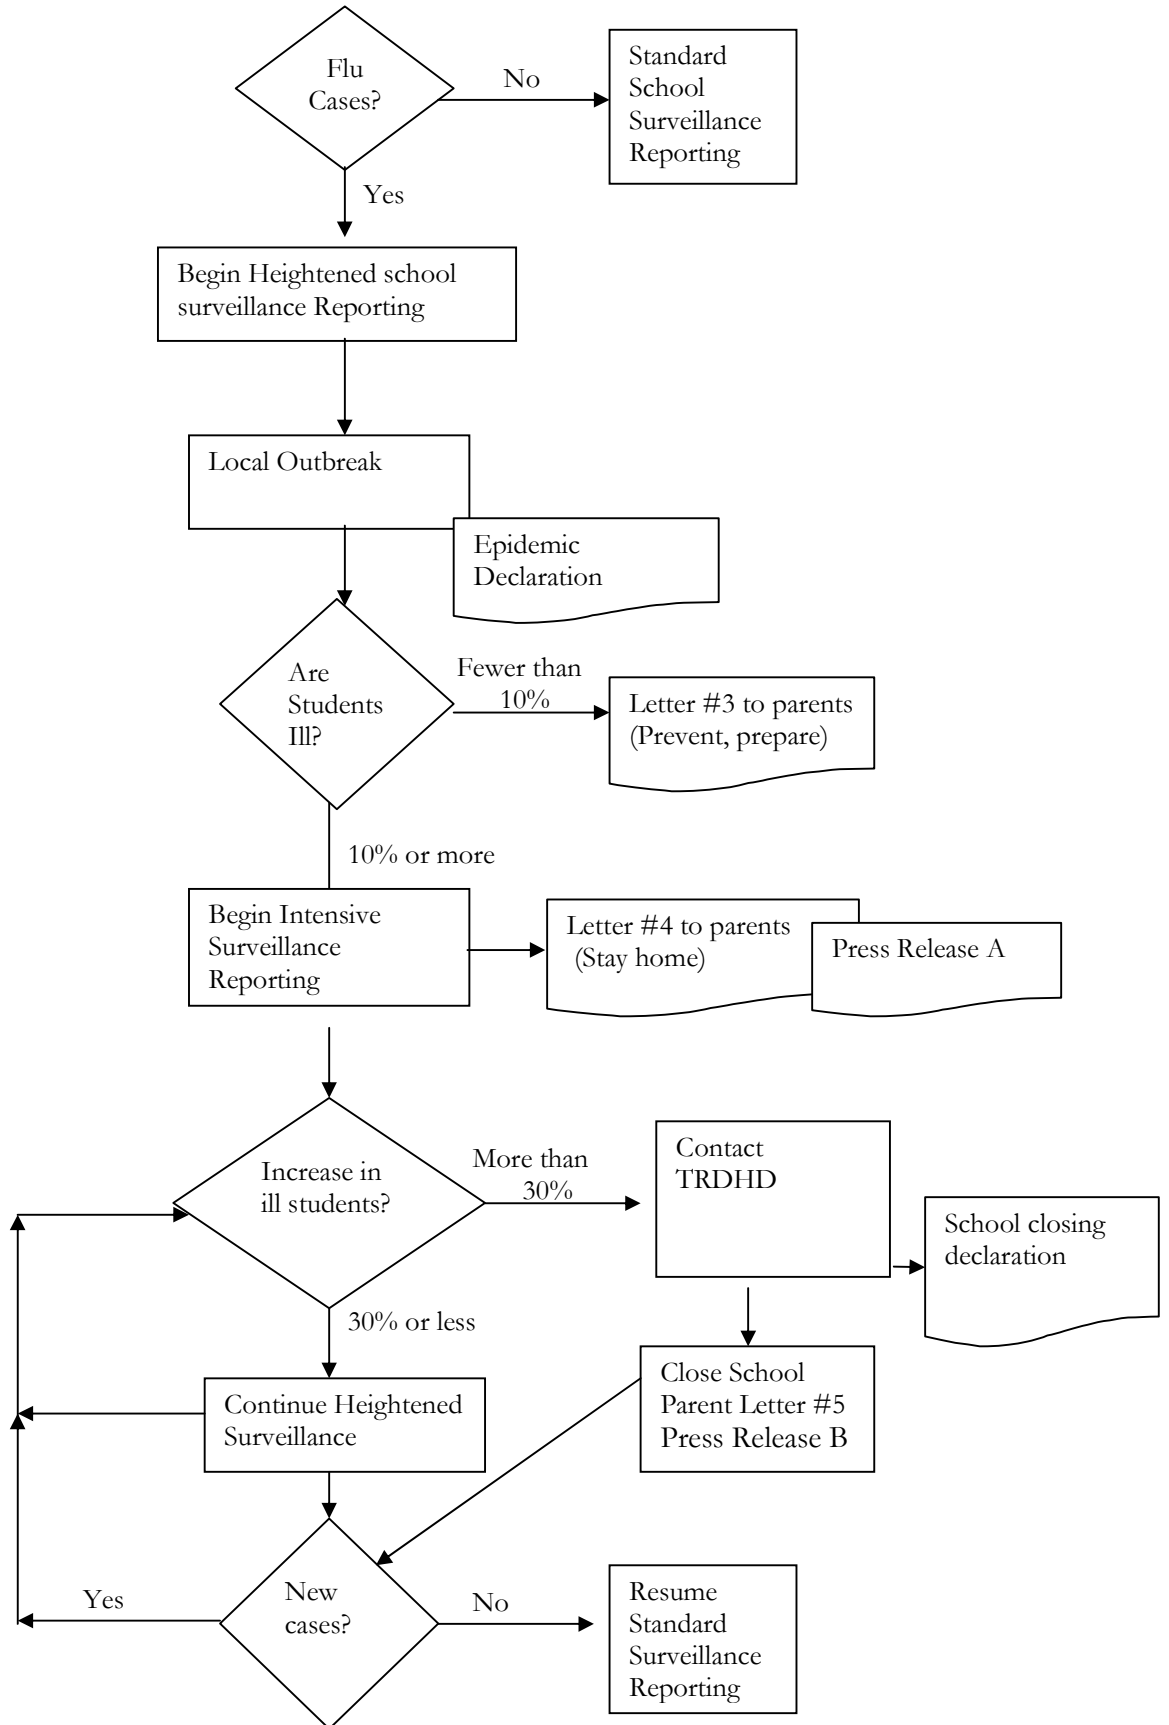 Flu
Cases?
No
Standard
School
Surveillance
Reporting
Yes
Begin Heightened school
surveillance Reporting
Local Outbreak
Epidemic
Declaration
Are
Students
Ill?
Fewer than
10%
Letter #3 to parents
(Prevent, prepare)
10% or more
Begin Intensive
Surveillance
Reporting
Letter #4 to parents
(Stay home)
Press Release A
Increase in
ill students?
More than
30%
Contact
TRDHD
School closing
declaration
30% or less
Continue Heightened
Surveillance
Close School
Parent Letter #5
Press Release B
New
cases?
Yes
No
Resume
Standard
Surveillance
Reporting